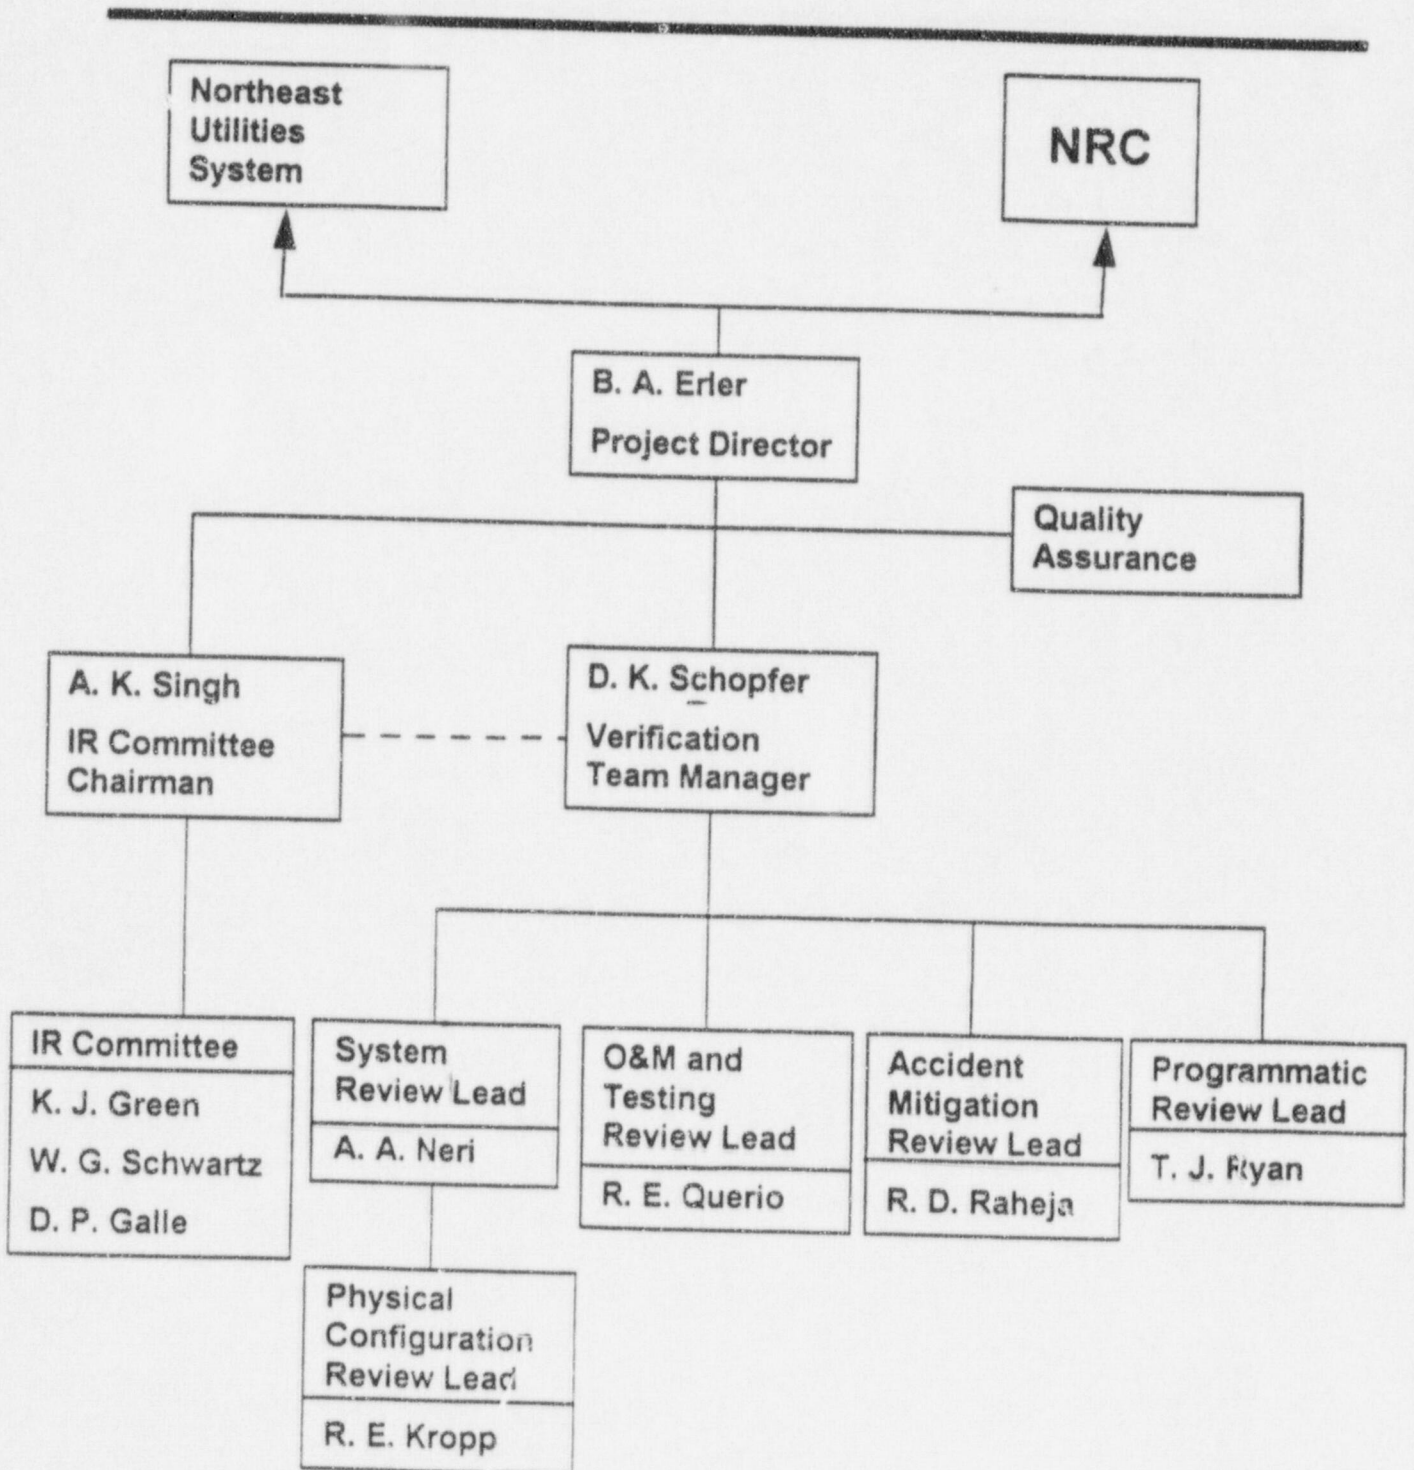 Northeast
Utilities
System
NRC
B. A. Erler
Project Director
Quality
Assurance
A. K. Singh
IR Committee
Chairman
D. K. Schopfer
Verification
Team Manager
IR Committee
K. J. Green
W. G. Schwartz
D. P. Galle
System
Review Lead
A. A. Neri
O&M and
Testing
Review Lead
R. E. Querio
Accident
Mitigation
Review Lead
R. D. Raheja
Programmatic
Review Lead
T. J. Ryan
Physical
Configuration
Review Lead
R. E. Kropp